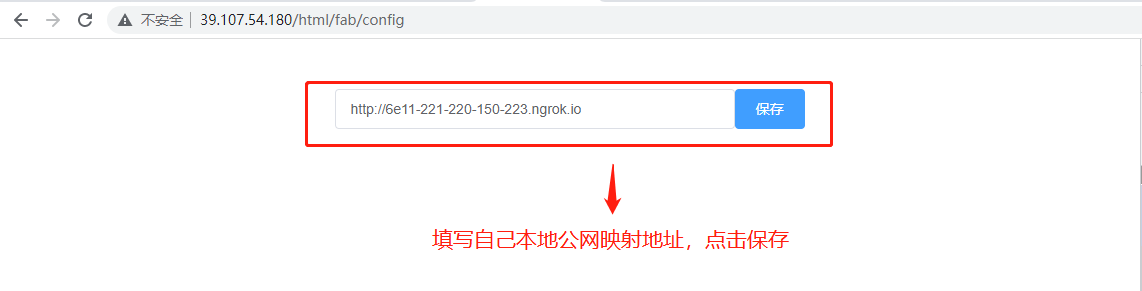 不安全 39.107.54.180/html/fab/config
http://6e11-221-220-150-223.ngrok.io 保存
填写自己本地公网映射地址，点击保存